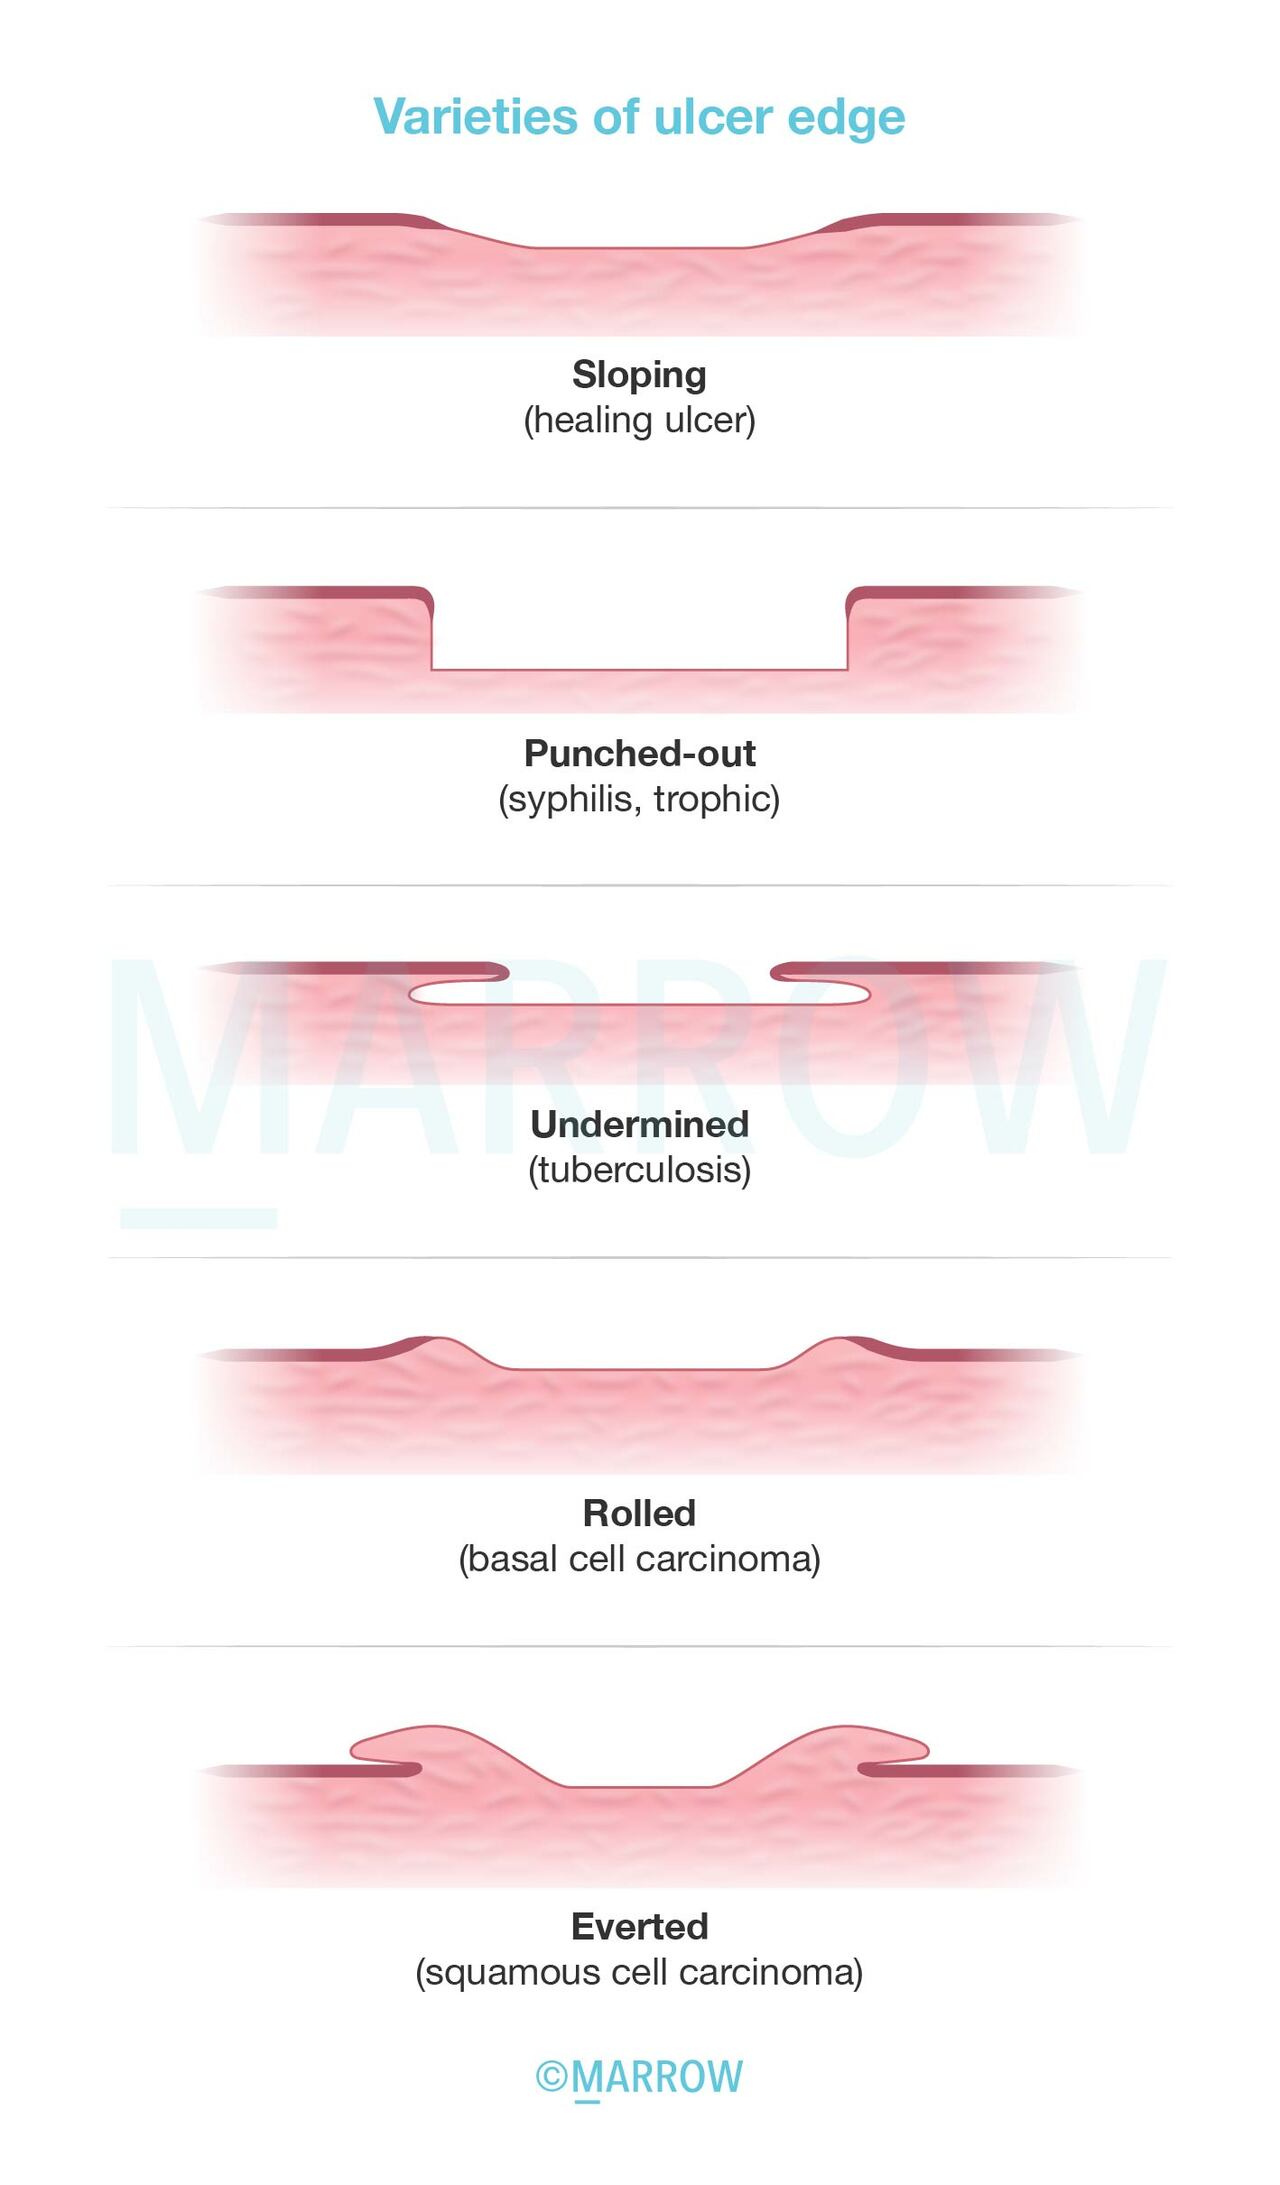 Varieties of ulcer edge
Sloping
(healing ulcer)
Punched-out
(syphilis, trophic)
MARROW
Undermined
(tuberculosis)
Rolled
(basal cell carcinoma)
Everted
(squamous cell carcinoma)
©MARROW